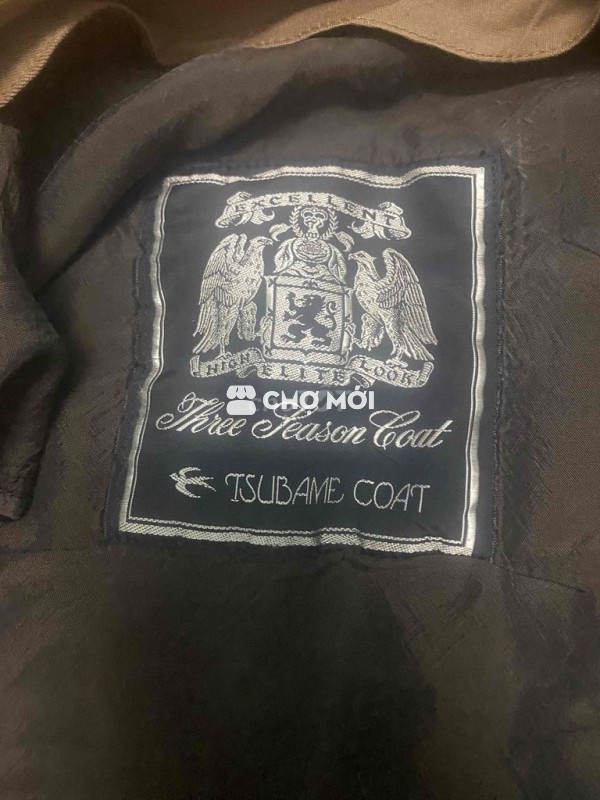 EXCELLENT
HIGH ELITE LOOK
CHỢ MỚI
Three Season Coat
TSUBAME COAT